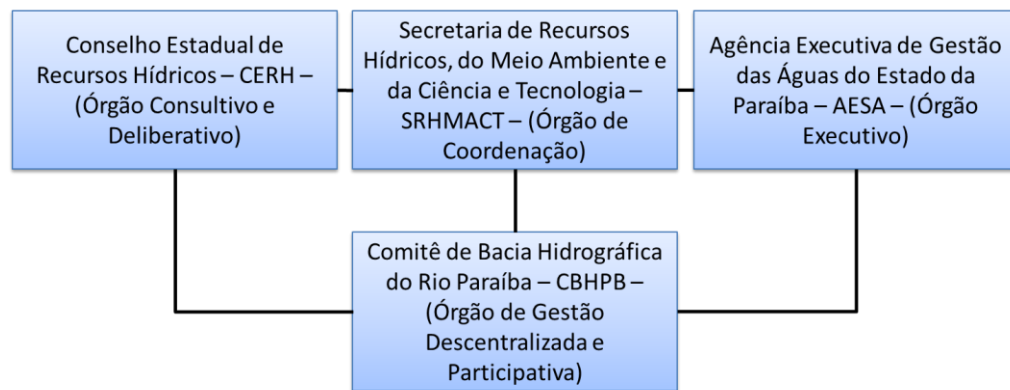 Conselho Estadual de
Recursos Hídricos – CERH –
(Órgão Consultivo e
Deliberativo)
Secretaria de Recursos
Hídricos, do Meio Ambiente e
da Ciência e Tecnologia –
SRHMACT – (Órgão de
Coordenação)
Agência Executiva de Gestão
das Águas do Estado da
Paraíba – AESA – (Órgão
Executivo)
Comitê de Bacia Hidrográfica
do Rio Paraíba – CBHPB –
(Órgão de Gestão
Descentralizada e
Participativa)